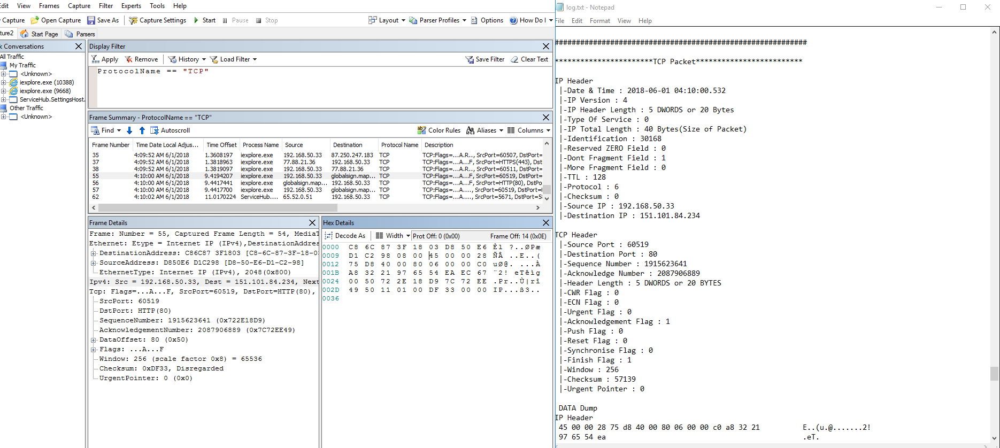 Edit View Frames Capture Filter Experts Tools Help
Capture Open Capture Save As Capture Settings Start Pause Stop Layout Parser Profiles Options How Do I
ture2 Start Page Parsers
k Conversations
All Traffic
My Traffic
<Unknown>
iexplore.exe (10388)
iexplore.exe (9668)
ServiceHub.SettingsHost.
Other Traffic
<Unknown>
Display Filter
Apply Remove History Load Filter Save Filter Clear Text
ProtocolName == "TCP"
Frame Summary - ProtocolName == "TCP"
Find Autoscroll Color Rules Aliases Columns
Frame Number Time Date Local Adjus... Time Offset Process Name Source Destination Protocol Name Description
35 4:09:52 AM 6/1/2018 1.3608197 iexplore.exe 192.168.50.33 87.250.247.183 TCP TCP:Flags=...A.R.., SrcPort=60507, DstPort=
37 4:09:52 AM 6/1/2018 1.3818963 iexplore.exe 77.88.21.36 192.168.50.33 TCP TCP:Flags=...A...F, SrcPort=HTTPS(443), Dst
38 4:09:52 AM 6/1/2018 1.3819097 iexplore.exe 192.168.50.33 77.88.21.36 TCP TCP:Flags=...A...F, SrcPort=60511, DstPort=
55 4:10:00 AM 6/1/2018 9.4194207 iexplore.exe 192.168.50.33 globalsign.map... TCP TCP:Flags=...A...F, SrcPort=60519, DstPort=
56 4:10:00 AM 6/1/2018 9.4417441 iexplore.exe globalsign.map... 192.168.50.33 TCP TCP:Flags=...A...F, SrcPort=HTTP(80), DstPo
57 4:10:00 AM 6/1/2018 9.4417700 iexplore.exe 192.168.50.33 globalsign.map... TCP TCP:Flags=...A...., SrcPort=60519, DstPort=
62 4:10:02 AM 6/1/2018 11.0170224 ServiceHub.... 65.52.0.51 192.168.50.33 TCP TCP:Flags=...A...., SrcPort=5671, DstPort=5
Frame Details
Frame: Number = 55, Captured Frame Length = 54, MediaT
Ethernet: Etype = Internet IP (IPv4),DestinationAddres
DestinationAddress: C86C87 3F1803 [C8-6C-87-3F-18-0
SourceAddress: D850E6 D1C298 [D8-50-E6-D1-C2-98]
EthernetType: Internet IP (IPv4), 2048(0x800)
Ipv4: Src = 192.168.50.33, Dest = 151.101.84.234, Next
Tcp: Flags=...A...F, SrcPort=60519, DstPort=HTTP(80),
SrcPort: 60519
DstPort: HTTP(80)
SequenceNumber: 1915623641 (0x722E18D9)
AcknowledgementNumber: 2087906889 (0x7C72EE49)
DataOffset: 80 (0x50)
Flags: ...A...F
Window: 256 (scale factor 0x8) = 65536
Checksum: 0xDF33, Disregarded
UrgentPointer: 0 (0x0)
Hex Details
Decode As Width Prot Off: 0 (0x00) Frame Off: 14 (0x0E)
0000 C8 6C 87 3F 18 03 D8 50 E6 Èl ?..ØPæ
0009 D1 C2 98 08 00 45 00 00 28 ÑÂ ..E..(
0012 75 D8 40 00 80 06 00 00 C0 uØ@. ...À
001B A8 32 21 97 65 54 EA EC 67 ¨2! eTêìg
0024 00 50 72 2E 18 D9 7C 72 EE .Pr..Ù|rî
002D 49 50 11 01 00 DF 33 00 00 IP...ß3..
0036
log.txt - Notepad
File Edit Format View Help
###########################################################
***********************TCP Packet*************************
IP Header
|-Date & Time : 2018-06-01 04:10:00.532
|-IP Version : 4
|-IP Header Length : 5 DWORDS or 20 Bytes
|-Type Of Service : 0
|-IP Total Length : 40 Bytes(Size of Packet)
|-Identification : 30168
|-Reserved ZERO Field : 0
|-Dont Fragment Field : 1
|-More Fragment Field : 0
|-TTL : 128
|-Protocol : 6
|-Checksum : 0
|-Source IP : 192.168.50.33
|-Destination IP : 151.101.84.234
TCP Header
|-Source Port : 60519
|-Destination Port : 80
|-Sequence Number : 1915623641
|-Acknowledge Number : 2087906889
|-Header Length : 5 DWORDS or 20 BYTES
|-CWR Flag : 0
|-ECN Flag : 0
|-Urgent Flag : 0
|-Acknowledgement Flag : 1
|-Push Flag : 0
|-Reset Flag : 0
|-Synchronise Flag : 0
|-Finish Flag : 1
|-Window : 256
|-Checksum : 57139
|-Urgent Pointer : 0
DATA Dump
IP Header
45 00 00 28 75 d8 40 00 80 06 00 00 c0 a8 32 21 E..(u.@.......2!
97 65 54 ea .eT.